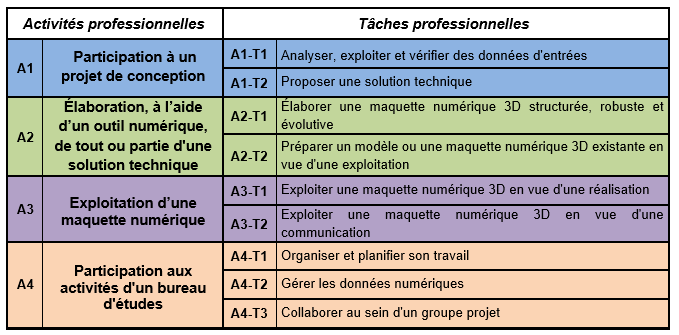 Activités professionnelles
Tâches professionnelles
A1
Participation à un
projet de conception
A1-T1
Analyser, exploiter et vérifier des données d'entrées
A1-T2
Proposer une solution technique
A2
Élaboration, à l'aide
d'un outil numérique,
de tout ou partie d'une
solution technique
A2-T1
Élaborer une maquette numérique 3D structurée, robuste et
évolutive
A2-T2
Préparer un modèle ou une maquette numérique 3D existante en
vue d'une exploitation
A3
Exploitation d'une
maquette numérique
A3-T1
Exploiter une maquette numérique 3D en vue d'une réalisation
A3-T2
Exploiter une maquette numérique 3D en vue d'une
communication
A4
Participation aux
activités d'un bureau
d'études
A4-T1
Organiser et planifier son travail
A4-T2
Gérer les données numériques
A4-T3
Collaborer au sein d'un groupe projet